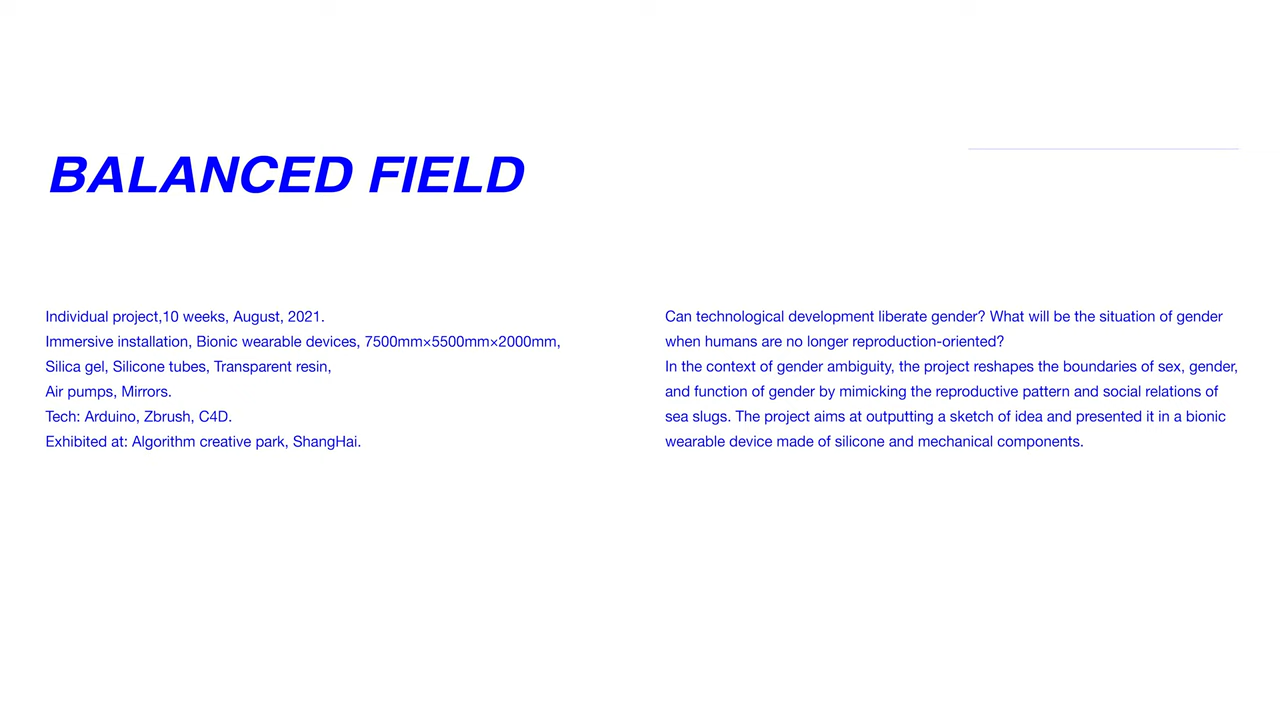 BALANCED FIELD
Individual project,10 weeks, August, 2021.
Immersive installation, Bionic wearable devices, 7500mm×5500mm×2000mm,
Silica gel, Silicone tubes, Transparent resin,
Air pumps, Mirrors.
Tech: Arduino, Zbrush, C4D.
Exhibited at: Algorithm creative park, ShangHai.
Can technological development liberate gender? What will be the situation of gender
when humans are no longer reproduction-oriented?
In the context of gender ambiguity, the project reshapes the boundaries of sex, gender,
and function of gender by mimicking the reproductive pattern and social relations of
sea slugs. The project aims at outputting a sketch of idea and presented it in a bionic
wearable device made of silicone and mechanical components.